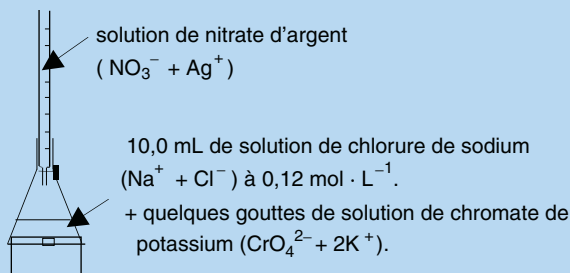 solution de nitrate d'argent
( NO₃⁻ + Ag⁺)
10,0 mL de solution de chlorure de sodium
(Na⁺ + Cl⁻ ) à 0,12 mol · L⁻¹.
+ quelques gouttes de solution de chromate de
potassium (CrO₄²⁻ + 2K⁺).